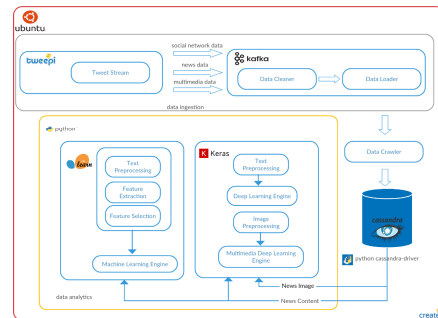 ubuntu
social network data
tweepi
Tweet Stream
news data
multimedia data
kafka
Data Cleaner
Data Loader
data ingestion
python
learn
Text
Preprocessing
Feature
Extraction
Feature Selection
Machine Learning Engine
K Keras
Text
Preprocessing
Deep Learning Engine
Image
Preprocessing
Multimedia Deep Learning
Engine
Data Crawler
cassandra
python cassandra-driver
data analytics
News Image
News Content
create